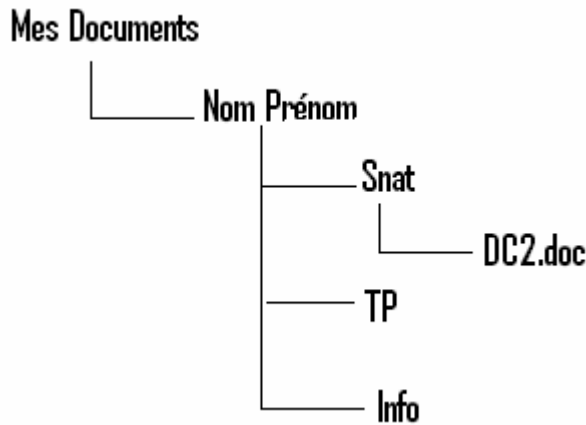 Mes Documents
Nom Prénom
Snat
DC2.doc
TP
Info